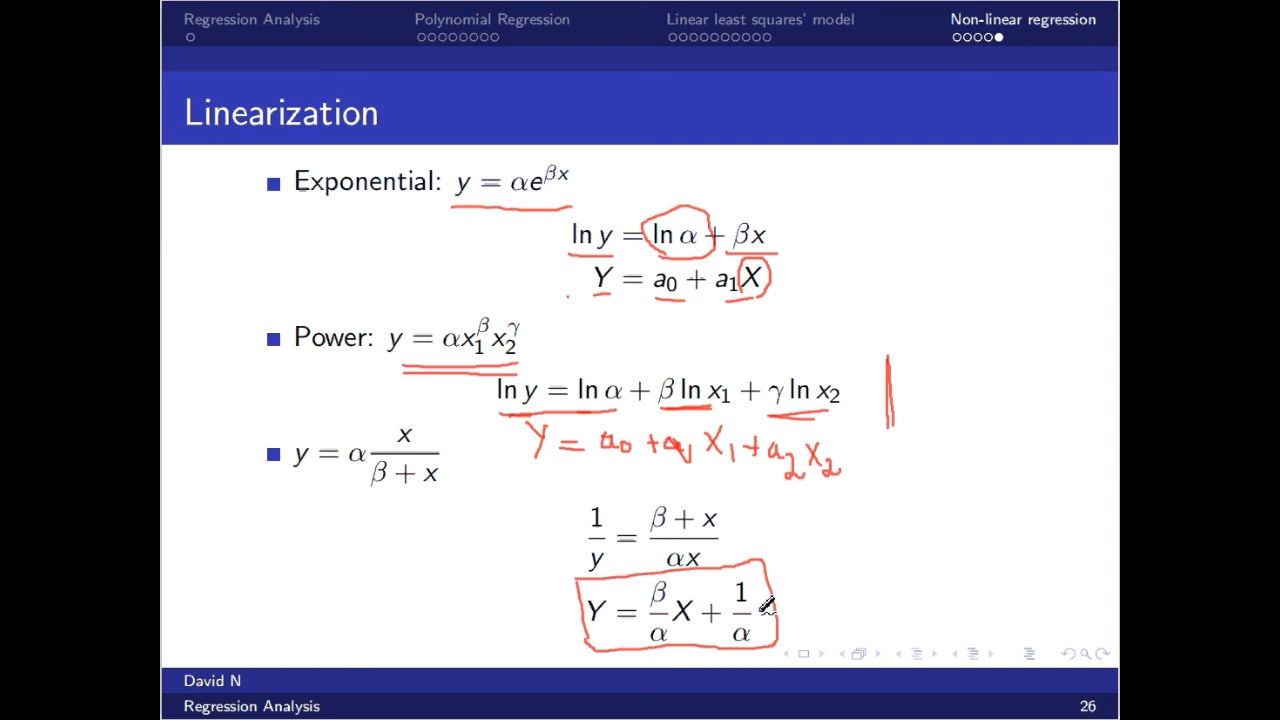 Regression Analysis Polynomial Regression Linear least squares' model Non-linear regression
Linearization
Exponential: y = αe^{βx}
ln y = ln α + βx
Y = a₀ + a₁X
Power: y = αx₁^β x₂^γ
ln y = ln α + β ln x₁ + γ ln x₂
Y = a₀ + a₁ X₁ + a₂ X₂
y = α x/(β + x)
1/y = (β + x)/(αx)
Y = β/α X + 1/α
David N
Regression Analysis 26